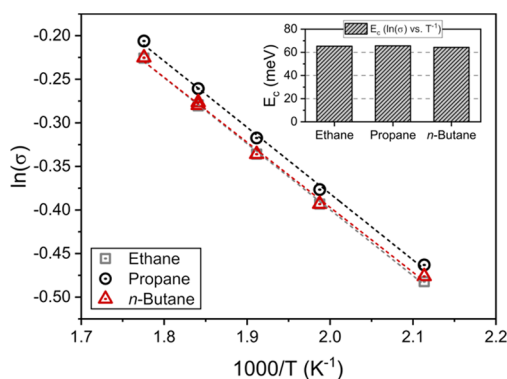 -0.20
-0.25
-0.30
-0.35
-0.40
-0.45
-0.50
ln(σ)
80
60
40
20
0
E_c (meV)
E_c (ln(σ) vs. T⁻¹)
Ethane Propane n-Butane
Ethane
Propane
n-Butane
1.7 1.8 1.9 2.0 2.1 2.2
1000/T (K⁻¹)